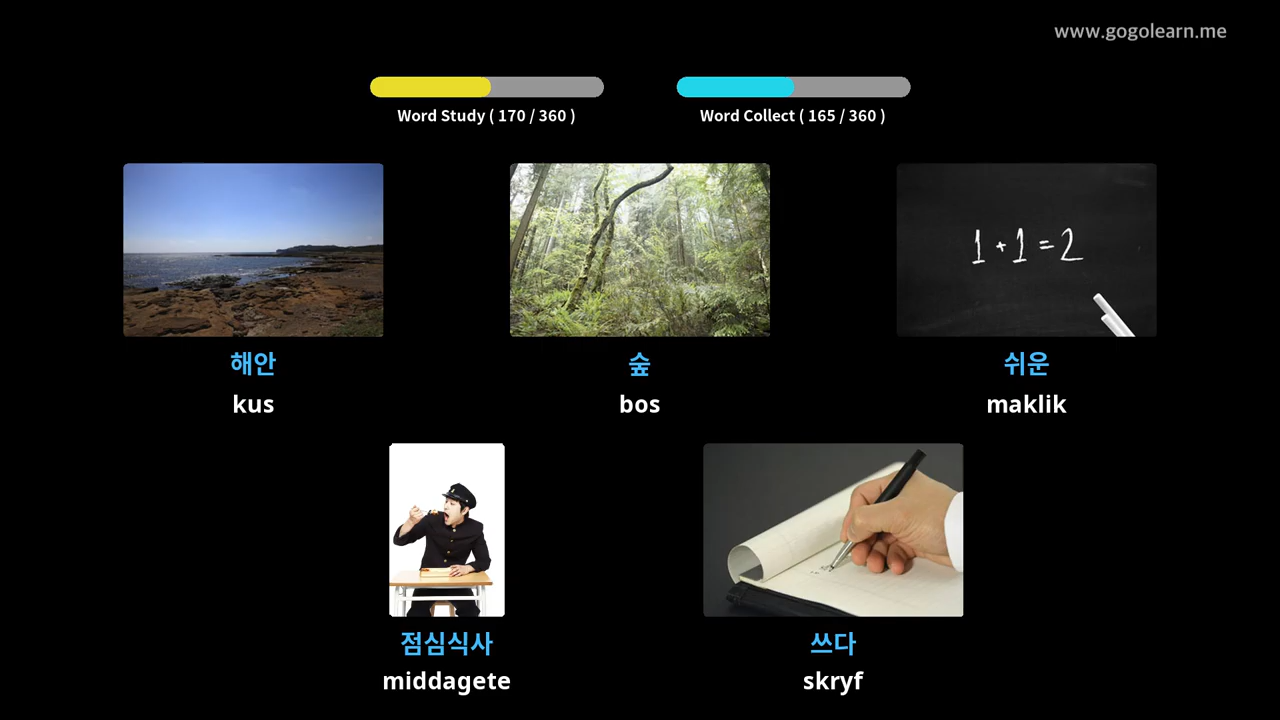 www.gogolearn.me
Word Study ( 170 / 360 )
Word Collect ( 165 / 360 )
1 + 1 = 2
해안
kus
숲
bos
쉬운
maklik
점심식사
middagete
쓰다
skryf